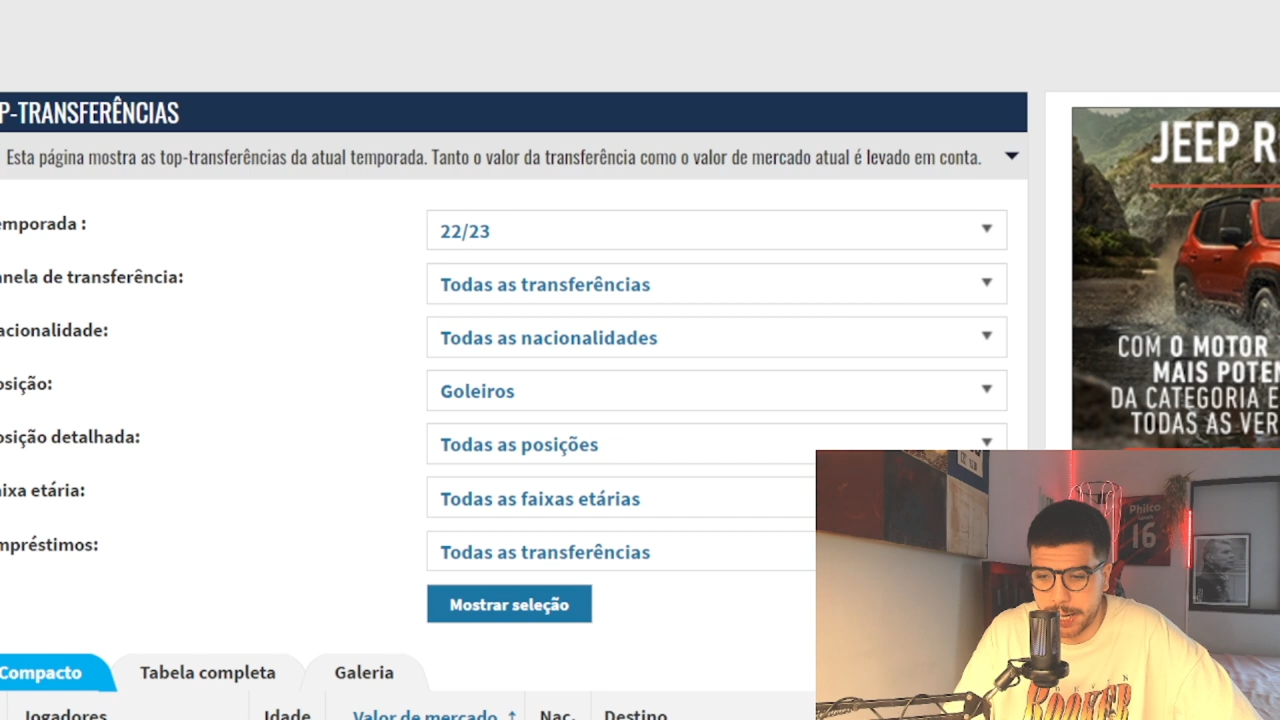 P-TRANSFERÊNCIAS
Esta página mostra as top-transferências da atual temporada. Tanto o valor da transferência como o valor de mercado atual é levado em conta.
emporada :
22/23
anela de transferência:
Todas as transferências
acionalidade:
Todas as nacionalidades
osição:
Goleiros
osição detalhada:
Todas as posições
aixa etária:
Todas as faixas etárias
mpréstimos:
Todas as transferências
Mostrar seleção
Compacto
Tabela completa
Galeria
Jogadores
Idade
Valor de mercado
Nac.
Destino
JEEP R
COM O MOTOR
MAIS POTEN
DA CATEGORIA E
TODAS AS VER
Philco
16
BOOKER